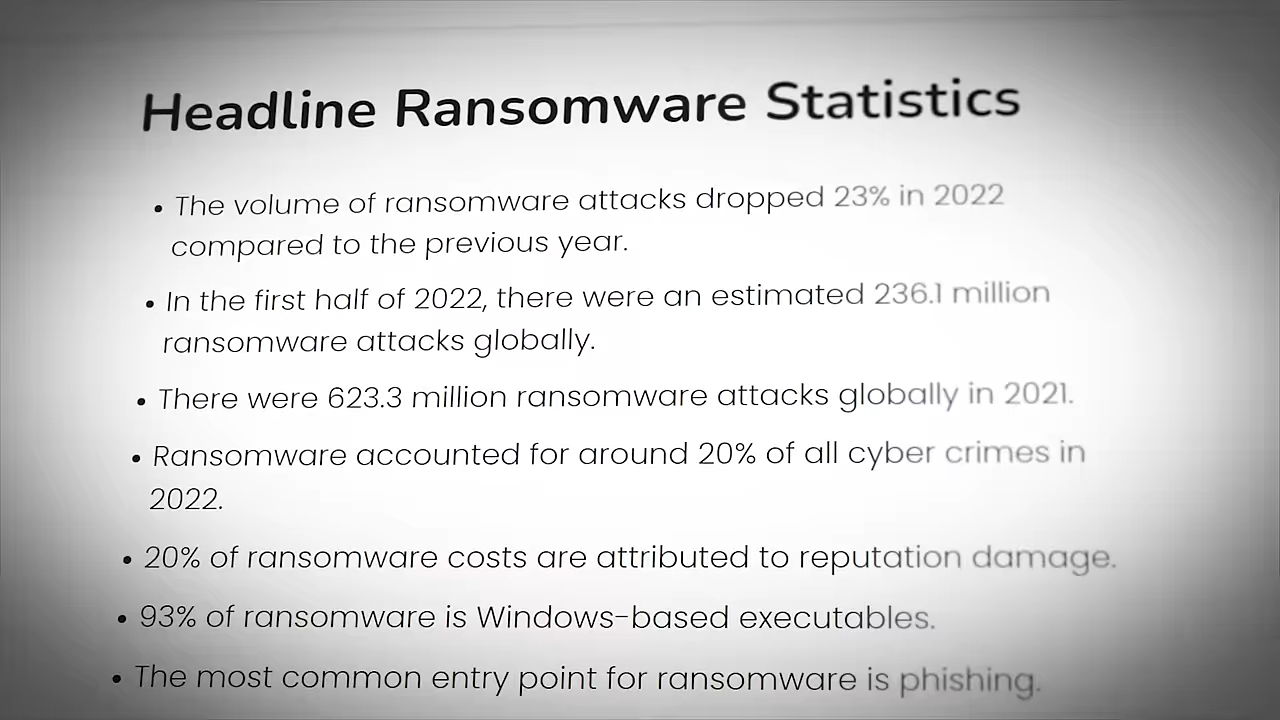 Headline Ransomware Statistics
• The volume of ransomware attacks dropped 23% in 2022
compared to the previous year.
• In the first half of 2022, there were an estimated 236.1 million
ransomware attacks globally.
• There were 623.3 million ransomware attacks globally in 2021.
• Ransomware accounted for around 20% of all cyber crimes in
2022.
• 20% of ransomware costs are attributed to reputation damage.
• 93% of ransomware is Windows-based executables.
• The most common entry point for ransomware is phishing.